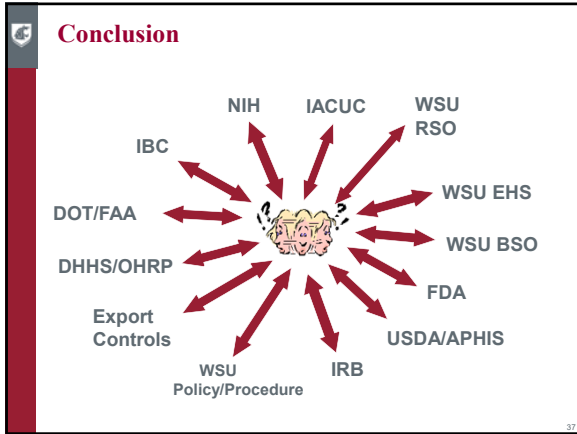 Conclusion
NIH
IACUC
WSU
RSO
IBC
WSU EHS
DOT/FAA
WSU BSO
DHHS/OHRP
FDA
Export
Controls
USDA/APHIS
WSU
Policy/Procedure
IRB
? !
! ?
37